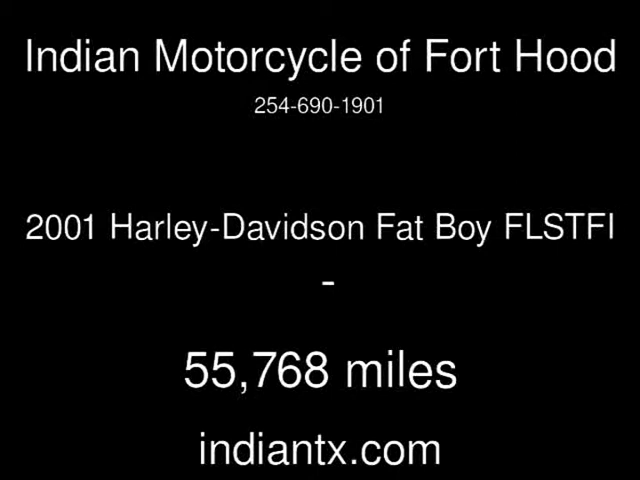 Indian Motorcycle of Fort Hood
254-690-1901
2001 Harley-Davidson Fat Boy FLSTFI
-
55,768 miles
indiantx.com